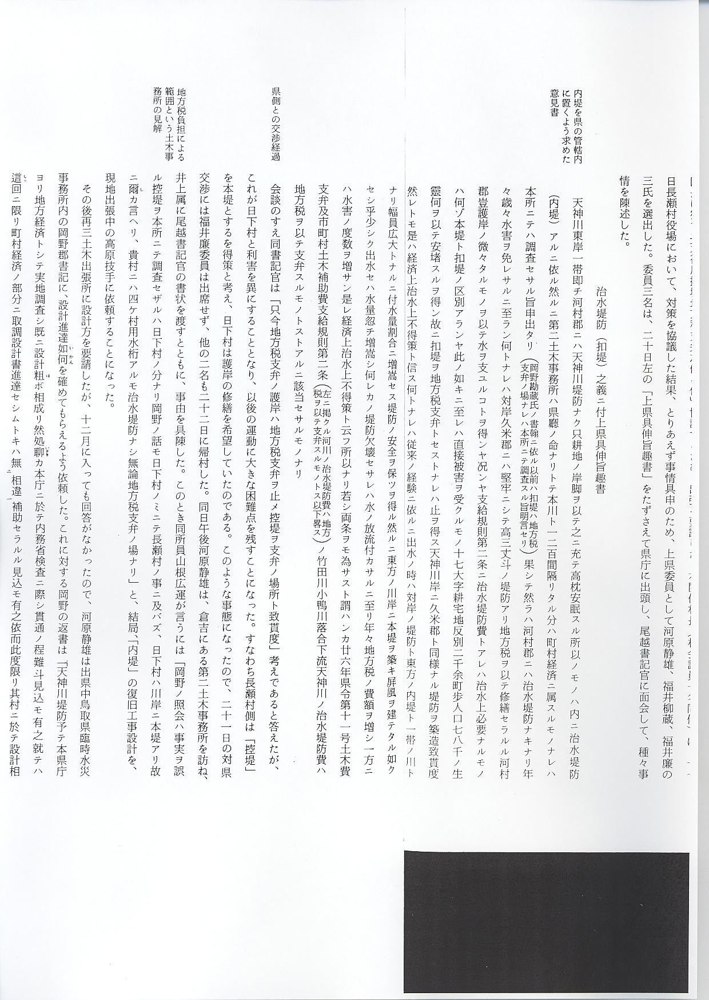 日長瀬村役場において、対策を協議した結果、とりあえず事情具申のため、上県委員として河原静雄、福井柳蔵、福井廉の
三氏を選出した。委員三名は、二十日左の「上県具伸旨趣書」をたずさえて県庁に出頭し、尾越書記官に面会して、種々事
情を陳述した。
治水堤防（扣堤）之義ニ付上県具伸旨趣書
内堤を県の管轄内
に置くよう求めた
意見書
天神川東岸一帯即チ河村郡ニハ天神川堤防ナク只耕地ノ岸脚ヲ以テ之ニ充テ高枕安眠スル所以ノモノハ内ニ治水堤防
（内堤）アルニ依ル然ルニ第二土木事務所ハ県廳ノ命ナリトテ本川ト一二百間隔リタル分ハ町村経済ニ属スルモノナレハ
本所ニテハ調査セサル旨申出タリ（岡野勘蔵氏ノ書翰ニ依ル以前ハ扣堤ハ地方税
支弁ノ場ナレハ本所ニテ調査スル旨明言セリ）果シテ然ラハ河村郡ニハ治水堤防ナキナリ年
々歳々水害ヲ免レサルニ至ラン何トナレハ対岸久米郡ニハ堅牢ニシテ高三丈斗ノ堤防アリ地方税ヲ以テ修繕セラルル河村
郡豈護岸ノ微々タルモノヲ以テ水ヲ支ユルコトヲ得ンヤ况ンヤ支給規則第二条ニ治水堤防費トアレハ治水上必要ナルモノ
ハ何ゾ本堤ト扣堤ノ区別アランヤ此ノ如キニ至レハ直接被害ヲ受クルモノ十七大字耕宅地反別二千余町歩人口七八千ノ生
靈何ヲ以テ安堵スルヲ得ン故ニ扣堤ヲ地方税支弁トセストナレハ止ヲ得ス天神川岸ニ久米郡ト同様ナル堤防ヲ築造致貰度
然レトモ是ハ経済上治水上不得策ト信ス何トナレハ従来ノ経験ニ依ルニ出水ノ時ハ対岸ノ堤防ト東方ノ内堤ト一帯ノ川ト
ナリ幅員広大トナルニ付水量割合ニ増嵩セス堤防ノ安全ヲ保ツヲ得ル然ルニ東方ノ川岸ニ本堤ヲ築キ屏風ヲ建テタル如ク
セシ乎少シク出水セハ水量忽チ増嵩シ何レカノ堤防欠壊セサレハ水ノ放流付カサルニ至リ年々地方税ノ費額ヲ増シ一方ニ
ハ水害ノ度数ヲ増サン是レ経済上治水上不得策ト云フ所以ナリ若シ両条ヲモ為サスト謂ハンカ廿六年県令第十一号土木費
支弁及市町村土木補助費支給規則第二条（左ニ掲クル河川ノ治水堤防費ハ地方
税ヲ以テ支弁スルモノトス以下畧ス）ノ竹田川小鴨川落合下流天神川ノ治水堤防費ハ
地方税ヲ以テ支弁スルモノトストアルニ該当セサルモノナリ
県側との交渉経過
会談のすえ同書記官は「只今地方税支弁ノ護岸ハ地方税支弁ヲ止メ控堤ヲ支弁ノ場所ト致貰度」考えであると答えたが、
これが日下村と利害を異にすることとなり、以後の運動に大きな困難点を残すことになった。すなわち長瀬村側は「控堤」
を本堤とするを得策と考え、日下村は護岸の修繕を希望していたのである。このような事態になったので、二十一日の対県
交渉には福井廉委員は出席せず、他の二名も二十二日に帰村した。同日午後河原静雄は、倉吉にある第二土木事務所を訪ね、
地方税負担による
範囲という土木事
務所の見解
井上属に尾越書記官の書状を渡すとともに、事由を具陳した。このとき同所員山根広運が言うには「岡野ノ照会ハ事実ヲ誤
ル控堤ヲ本所ニテ調査セザルハ日下村ノ分ナリ岡野ノ話モ日下村ノミニテ長瀬村ノ事ニ及バズ、日下村ハ川岸ニ本堤アリ故
ニ爾カ言ヘリ、貴村ニハ四ケ村用水桁アルモ治水堤防ナシ無論地方税支弁ノ場ナリ」と、結局、「内堤」の復旧工事設計を、
現地出張中の高原技手に依頼することになった。
その後再三土木出張所に設計方を要請したが、十二月に入っても回答がなかったので、河原静雄は出県中鳥取県臨時水災
事務所内の岡野郡書記に、設計進達如何を確めてもらえるよう依頼した。これに対する岡野の返書は「天神川堤防予テ本県庁
ヨリ地方経済トシテ実地調査シ既ニ設計粗ボ相成リ然処聊カ本庁ニ於テ内務省検査ニ際シ貫通ノ程難斗見込モ有之就テハ
這回ニ限リ町村経済ノ部分ニ取調設計書進達セシムトキハ無ニ相違一補助セラルル見込モ有之依而此度限リ其村ニ於テ設計相